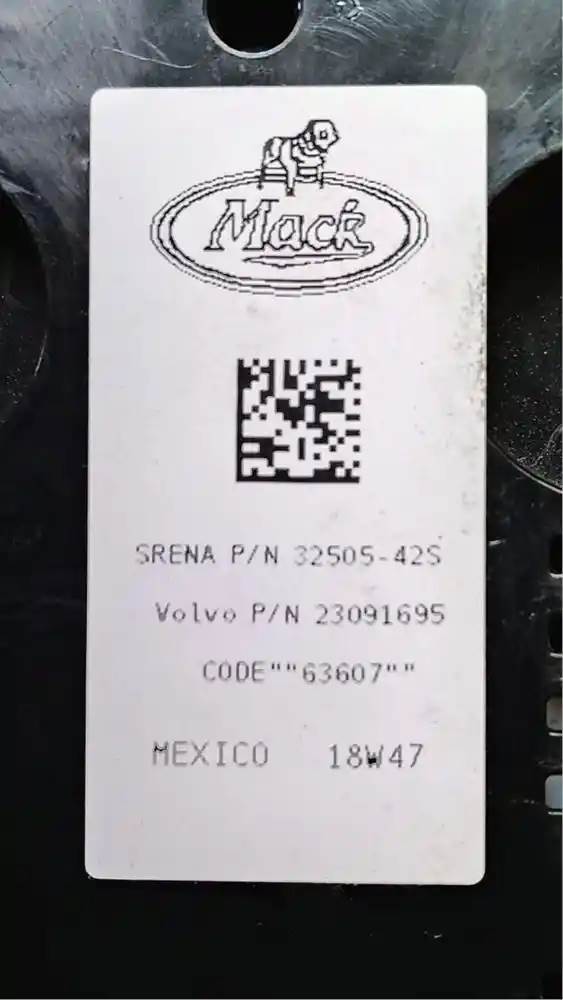 Mack
SRENA P/N 32505-42S
Volvo P/N 23091695
CODE""63607""
MEXICO 18W47